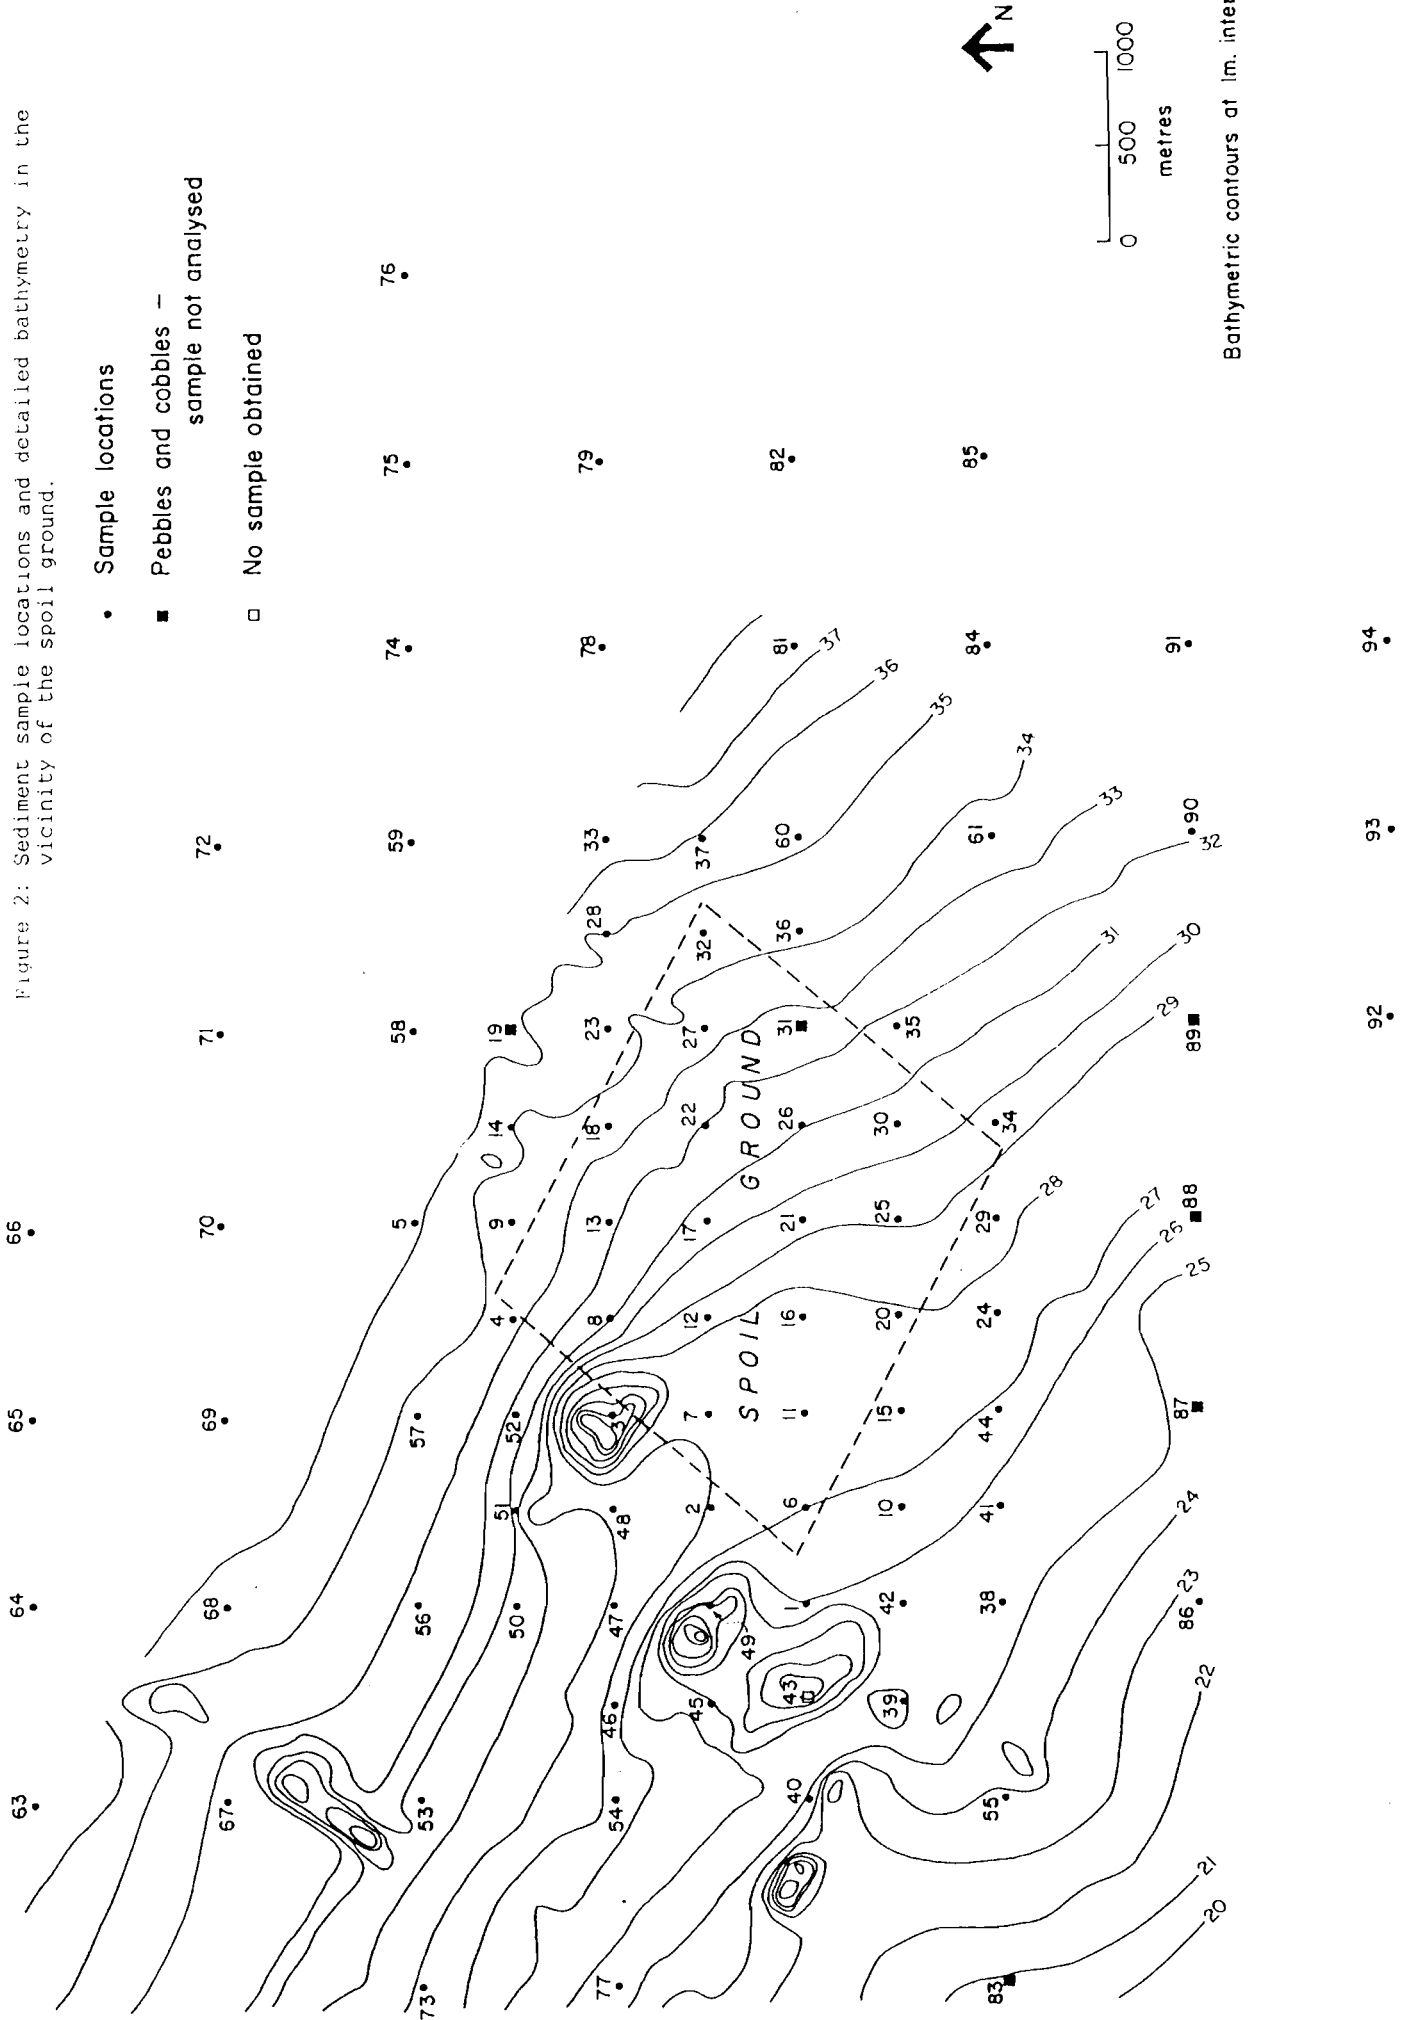 Figure 2: Sediment sample locations and detailed bathymetry in the
vicinity of the spoil ground.
Sample locations
Pebbles and cobbles –
sample not analysed
No sample obtained
63 64 65 66
67 68 69 70 71 72
73 53 56 57 5 58 59 74 75 76
50 51 52 4 9 14 19
77 54 46 47 48 3 8 13 18 23 28 33 78 79
45 49 2 7 12 17 22 27 32 37
SPOIL GROUND
40 43 1 6 11 16 21 26 31 36 60 81 82
39 42 10 15 20 25 30 35
83 55 38 41 44 24 29 34 61 84 85
86 87 88 89 90 91
92 93 94
37
36
35
34
33
32
31
30
29
28
27
26
25
24
23
22
21
20
N
0 500 1000
metres
Bathymetric contours at 1m.